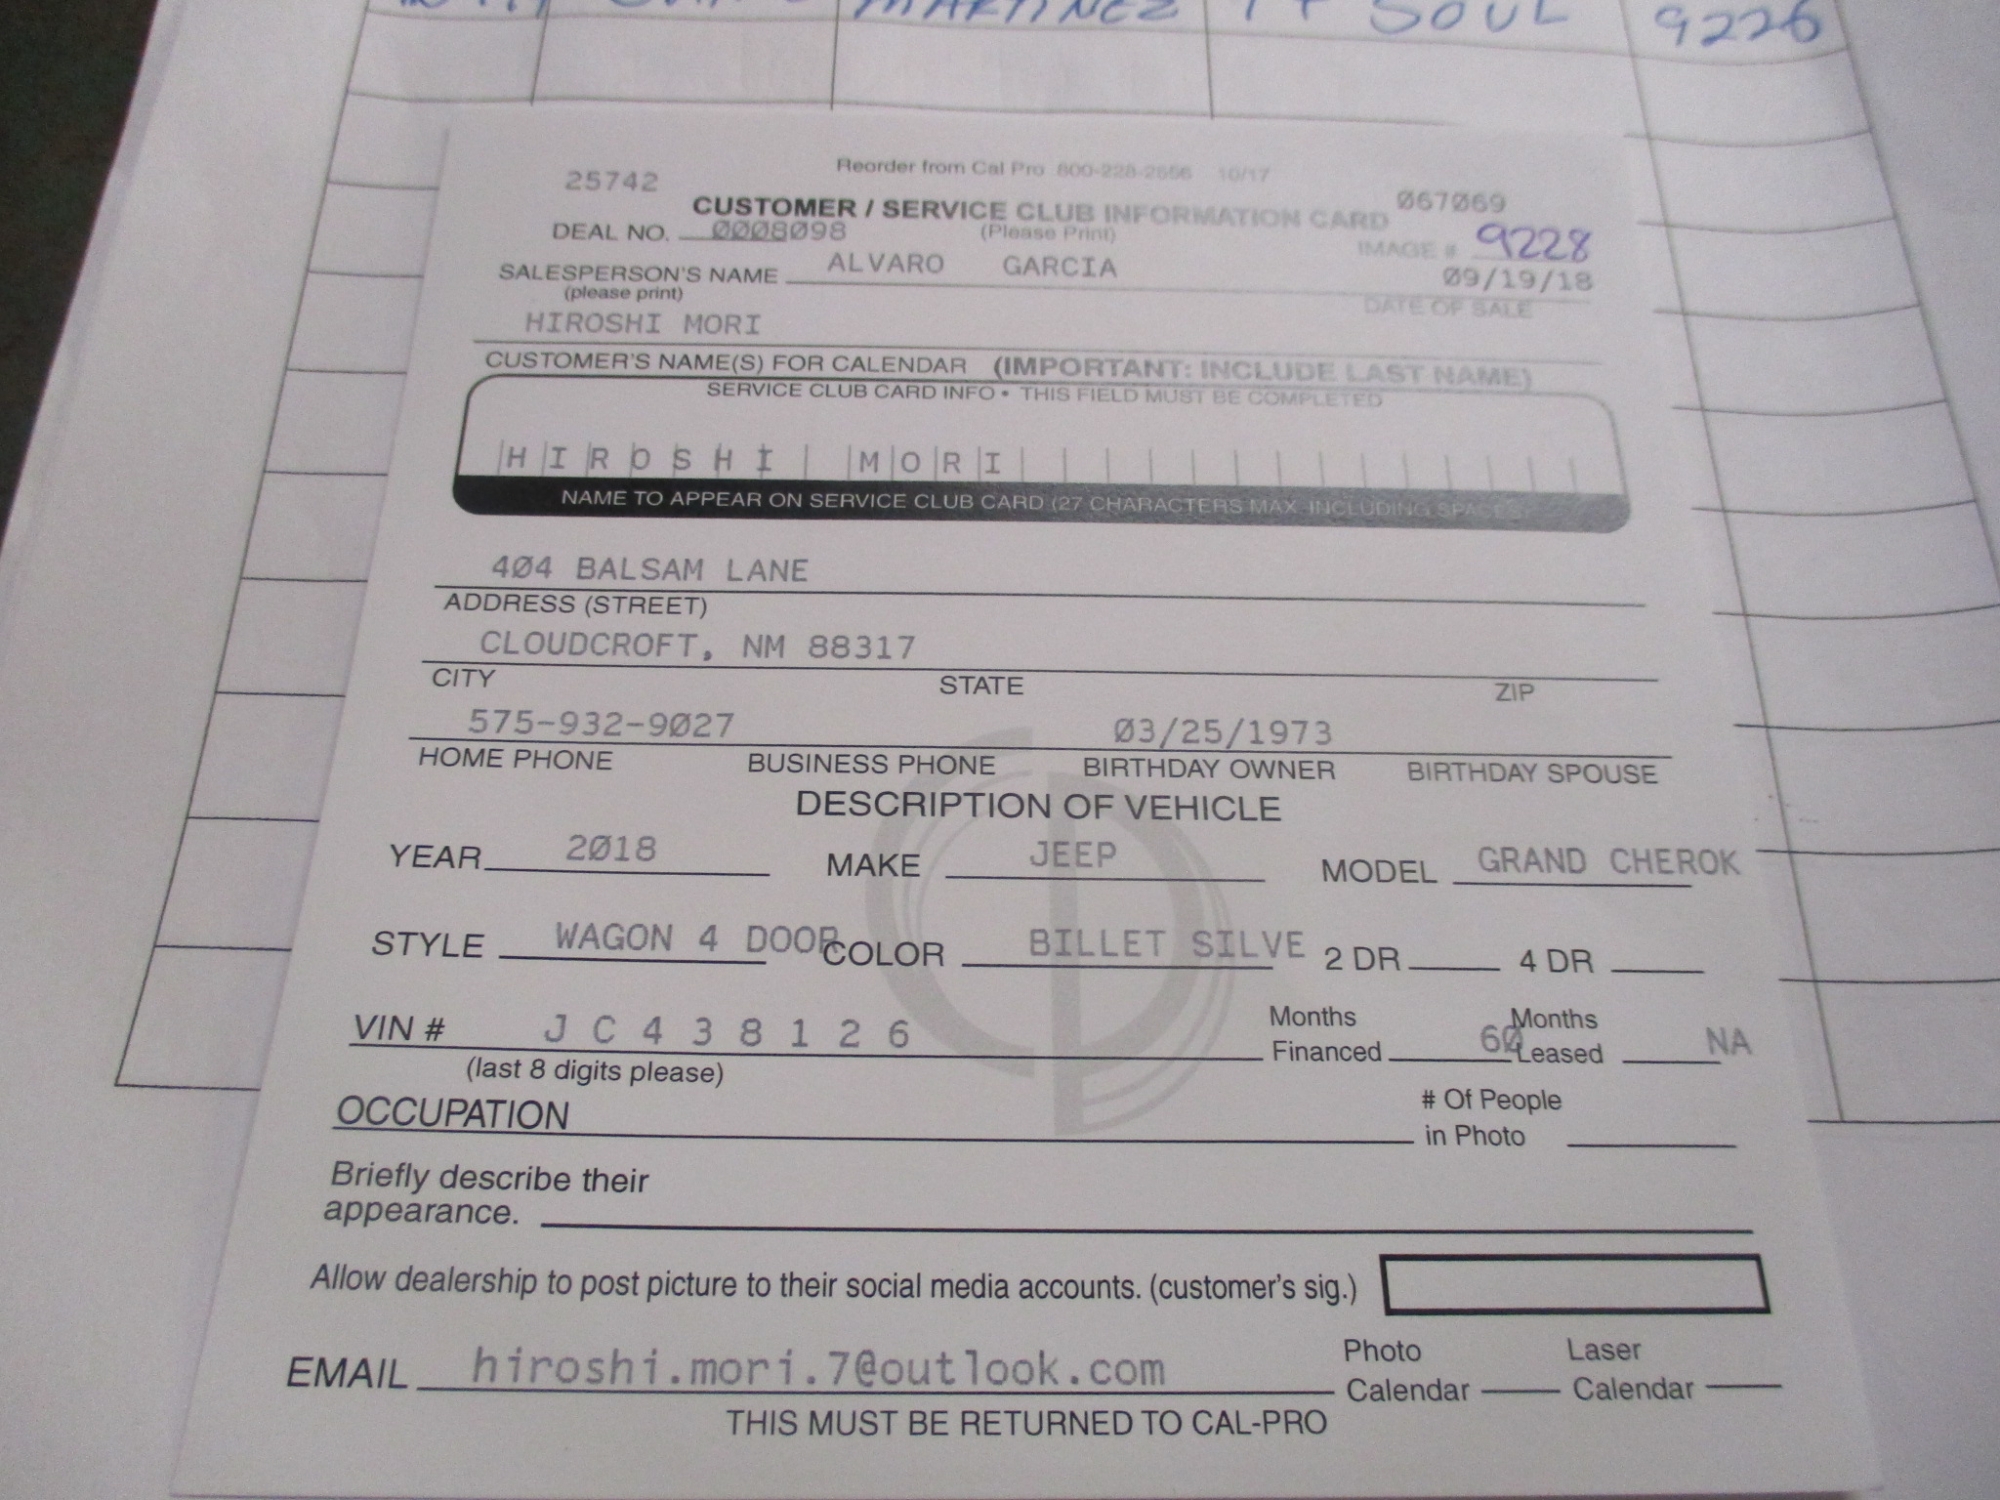 MARTINEZ 17 SOUL 9226
Reorder from Cal Pro 800-228-2656 10/17
25742 067069
CUSTOMER / SERVICE CLUB INFORMATION CARD
DEAL NO. 0008098 (Please Print) IMAGE # 9228
SALESPERSON'S NAME ALVARO GARCIA 09/19/18
(please print) DATE OF SALE
HIROSHI MORI
CUSTOMER'S NAME(S) FOR CALENDAR (IMPORTANT: INCLUDE LAST NAME)
SERVICE CLUB CARD INFO • THIS FIELD MUST BE COMPLETED
HIROSHI MORI
NAME TO APPEAR ON SERVICE CLUB CARD (27 CHARACTERS MAX. INCLUDING SPACES)
404 BALSAM LANE
ADDRESS (STREET)
CLOUDCROFT, NM 88317
CITY STATE ZIP
575-932-9027 03/25/1973
HOME PHONE BUSINESS PHONE BIRTHDAY OWNER BIRTHDAY SPOUSE
DESCRIPTION OF VEHICLE
YEAR 2018 MAKE JEEP MODEL GRAND CHEROK
STYLE WAGON 4 DOOR COLOR BILLET SILVE 2 DR 4 DR
VIN # J C 4 3 8 1 2 6 Months Financed 60 Months Leased NA
(last 8 digits please)
OCCUPATION # Of People in Photo
Briefly describe their
appearance.
Allow dealership to post picture to their social media accounts. (customer's sig.)
EMAIL hiroshi.mori.7@outlook.com Photo Calendar Laser Calendar
THIS MUST BE RETURNED TO CAL-PRO